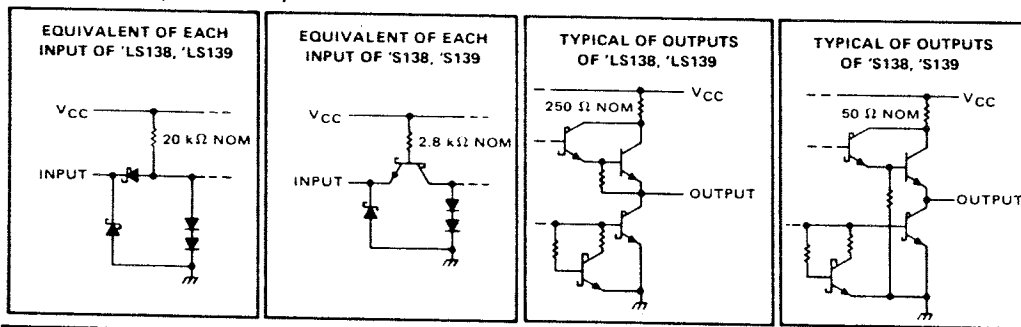 EQUIVALENT OF EACH
INPUT OF 'LS138, 'LS139
VCC
20 kΩ NOM
INPUT
EQUIVALENT OF EACH
INPUT OF 'S138, 'S139
VCC
2.8 kΩ NOM
INPUT
TYPICAL OF OUTPUTS
OF 'LS138, 'LS139
VCC
250 Ω NOM
OUTPUT
TYPICAL OF OUTPUTS
OF 'S138, 'S139
VCC
50 Ω NOM
OUTPUT